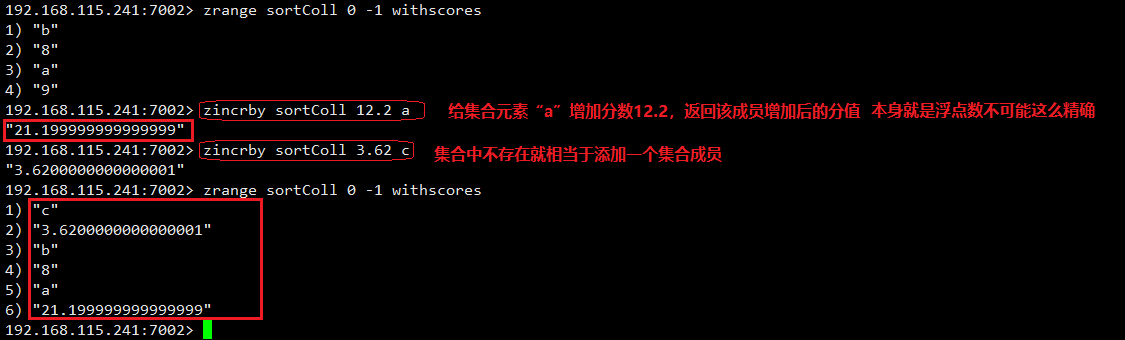 192.168.115.241:7002> zrange sortColl 0 -1 withscores
1) "b"
2) "8"
3) "a"
4) "9"
192.168.115.241:7002> zincrby sortColl 12.2 a 给集合元素“a”增加分数12.2，返回该成员增加后的分值 本身就是浮点数不可能这么精确
"21.199999999999999"
192.168.115.241:7002> zincrby sortColl 3.62 c 集合中不存在就相当于添加一个集合成员
"3.6200000000000001"
192.168.115.241:7002> zrange sortColl 0 -1 withscores
1) "c"
2) "3.6200000000000001"
3) "b"
4) "8"
5) "a"
6) "21.199999999999999"
192.168.115.241:7002>